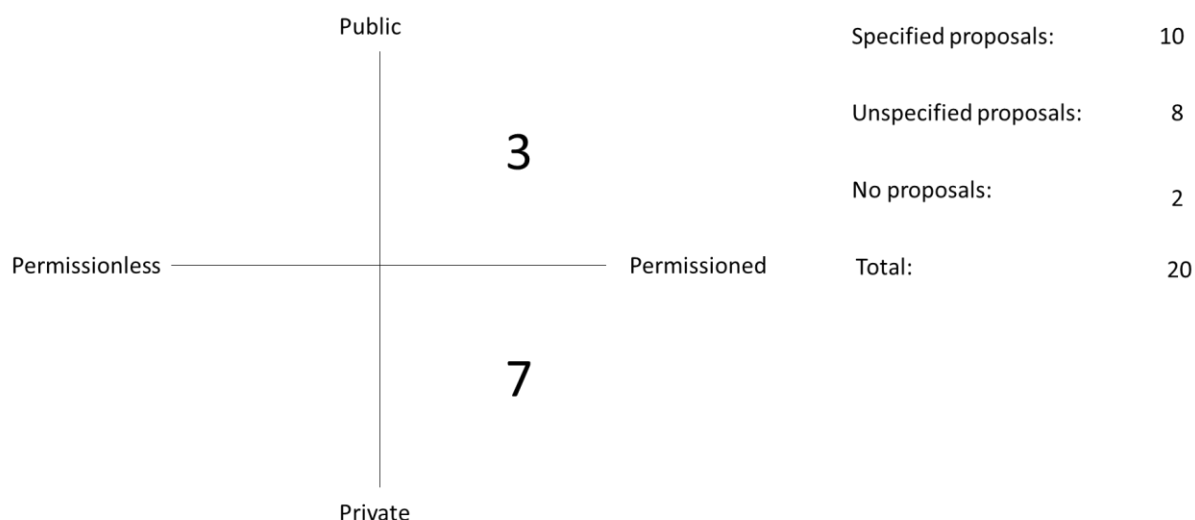 Public
3
Permissionless
Permissioned
7
Private
Specified proposals: 10
Unspecified proposals: 8
No proposals: 2
Total: 20